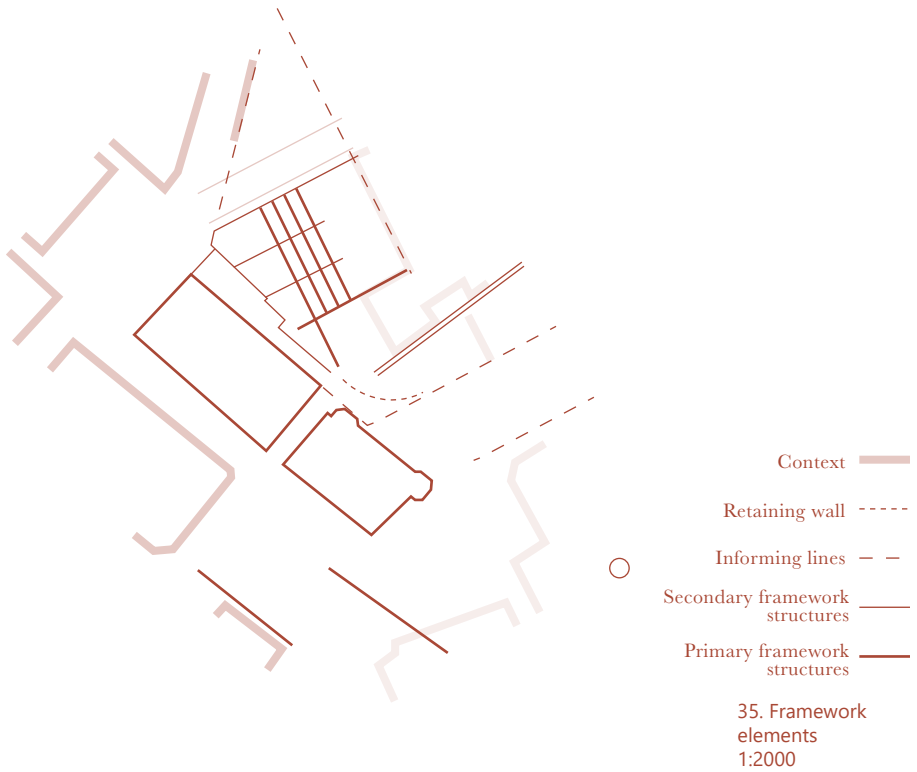 Context
Retaining wall
Informing lines
Secondary framework
structures
Primary framework
structures
35. Framework
elements
1:2000